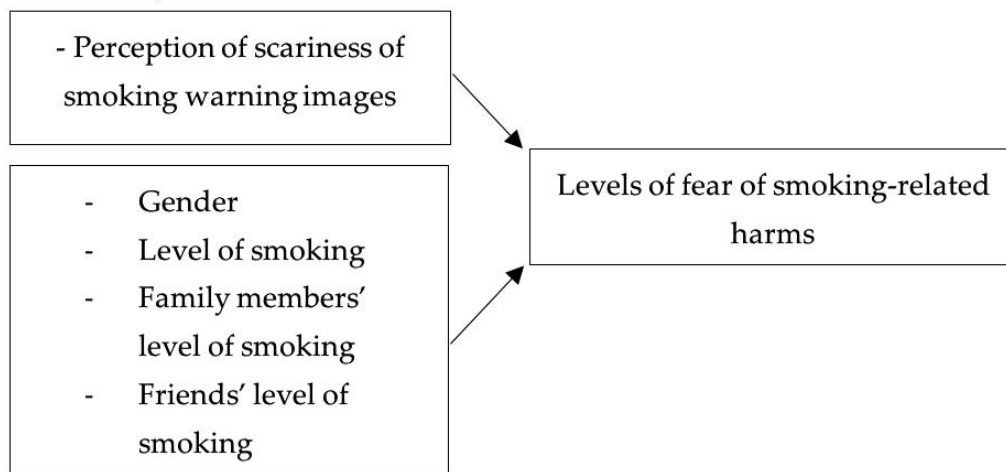 - Perception of scariness of
smoking warning images
- Gender
- Level of smoking
- Family members’
level of smoking
- Friends’ level of
smoking
Levels of fear of smoking-related
harms